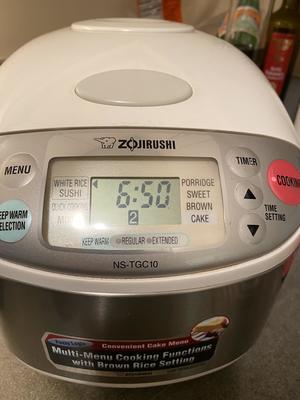 ZOJIRUSHI
MENU
TIMER
COOKING
KEEP WARM
SELECTION
WHITE RICE
SUSHI
QUICK COOKING
6:50
2
PORRIDGE
SWEET
BROWN
CAKE
TIME
SETTING
KEEP WARM REGULAR EXTENDED
NS-TGC10
Fuzzy Logic
Convenient Cake Menu
Multi-Menu Cooking Functions
with Brown Rice Setting